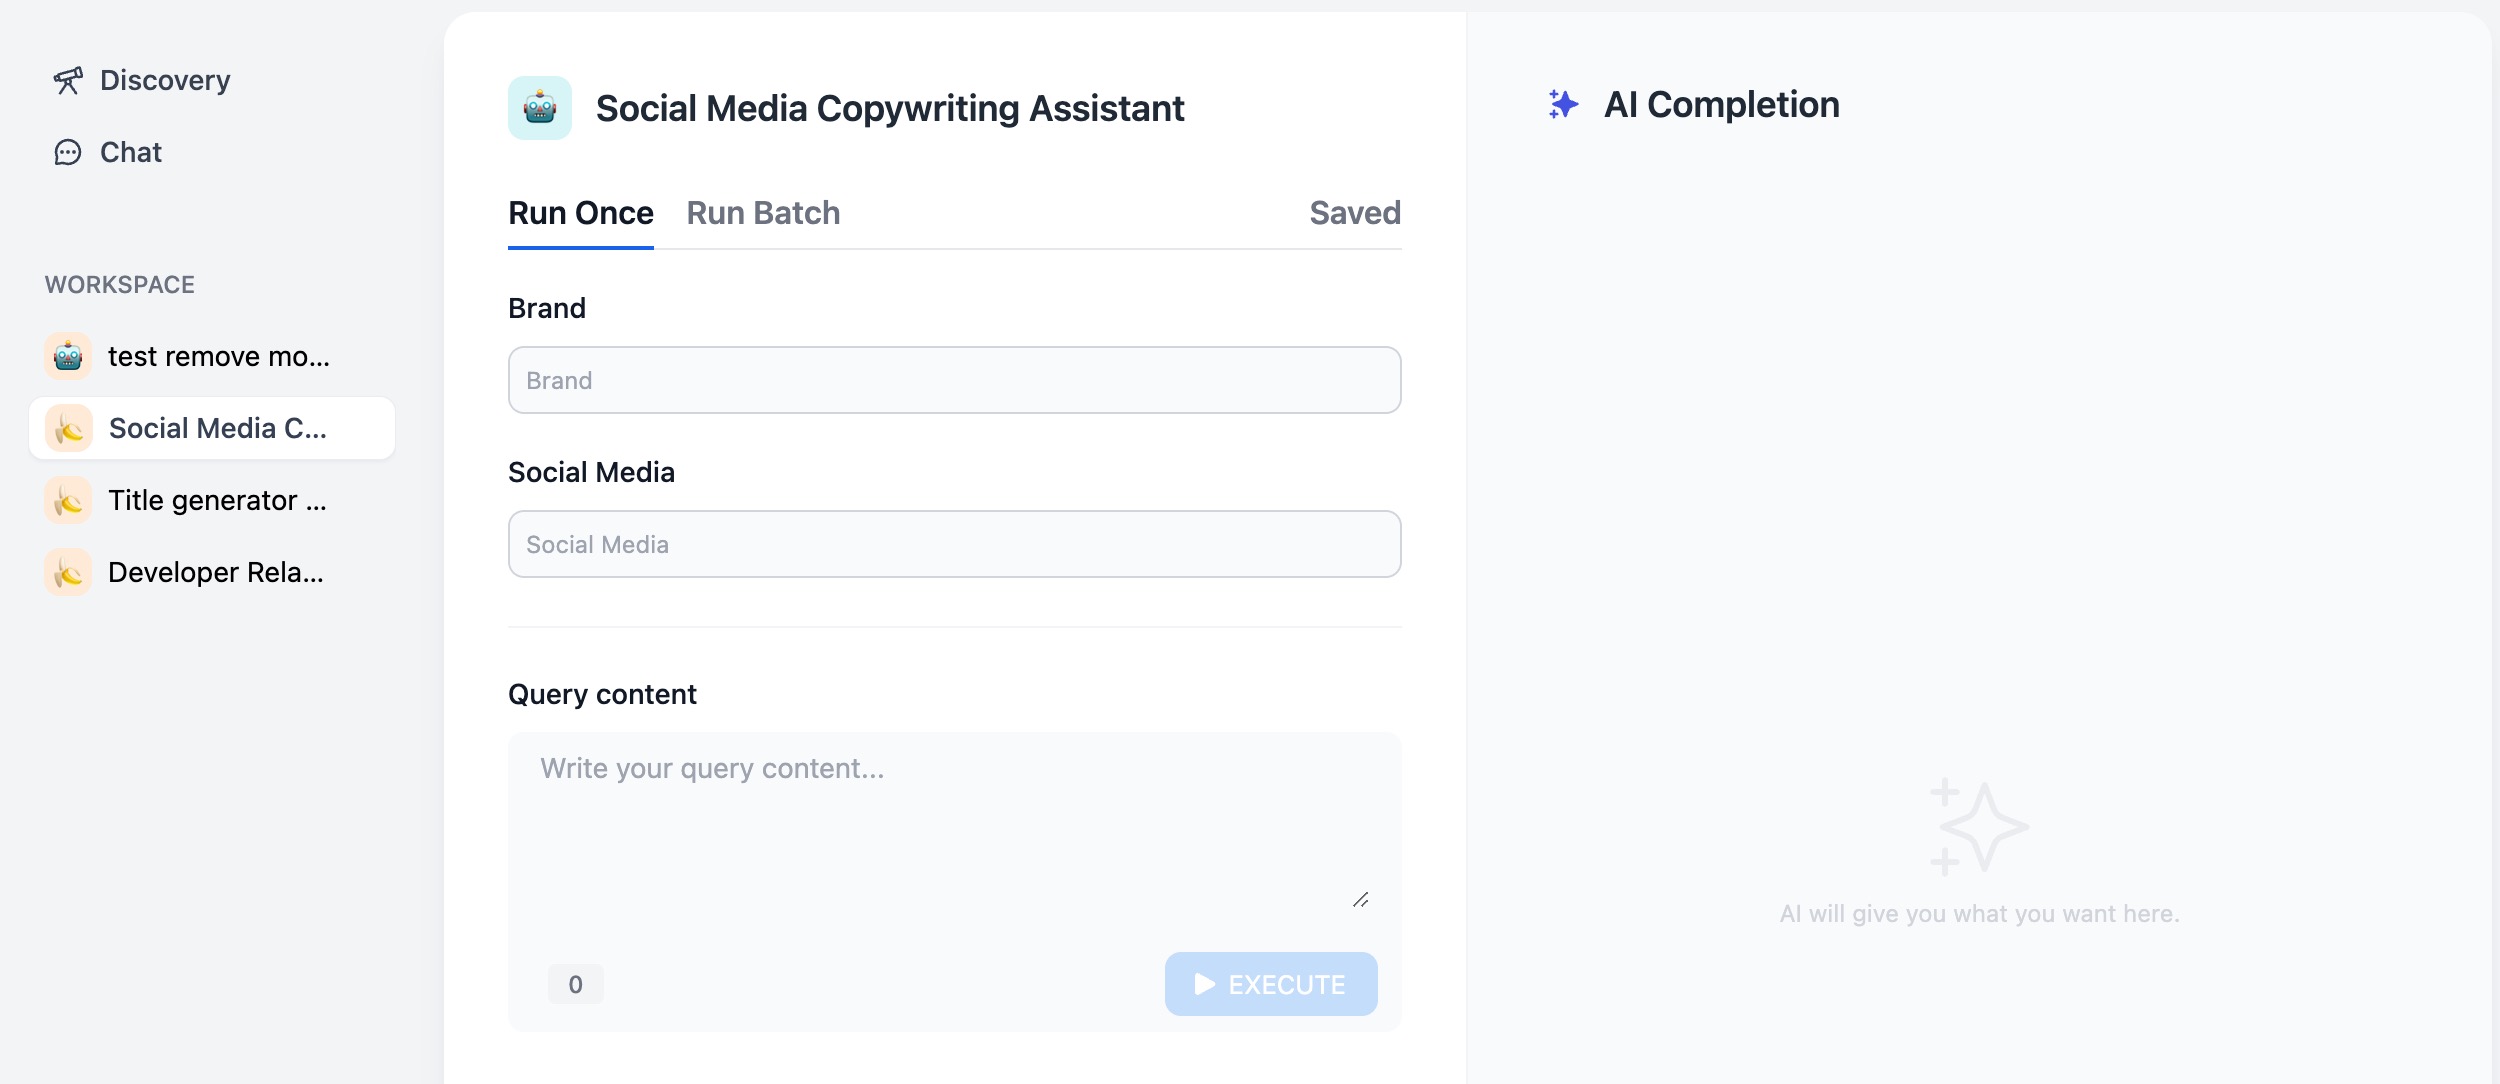 Discovery
Chat
WORKSPACE
test remove mo...
Social Media C...
Title generator ...
Developer Rela...
Social Media Copywriting Assistant
Run Once
Run Batch
Saved
Brand
Brand
Social Media
Social Media
Query content
Write your query content...
0
EXECUTE
AI Completion
AI will give you what you want here.